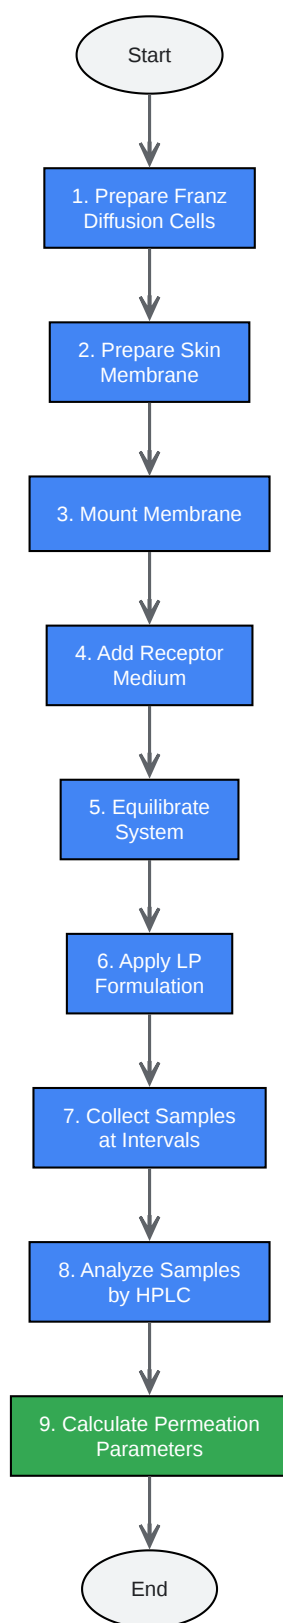 Start
1. Prepare Franz
Diffusion Cells
2. Prepare Skin
Membrane
3. Mount Membrane
4. Add Receptor
Medium
5. Equilibrate
System
6. Apply LP
Formulation
7. Collect Samples
at Intervals
8. Analyze Samples
by HPLC
9. Calculate Permeation
Parameters
End